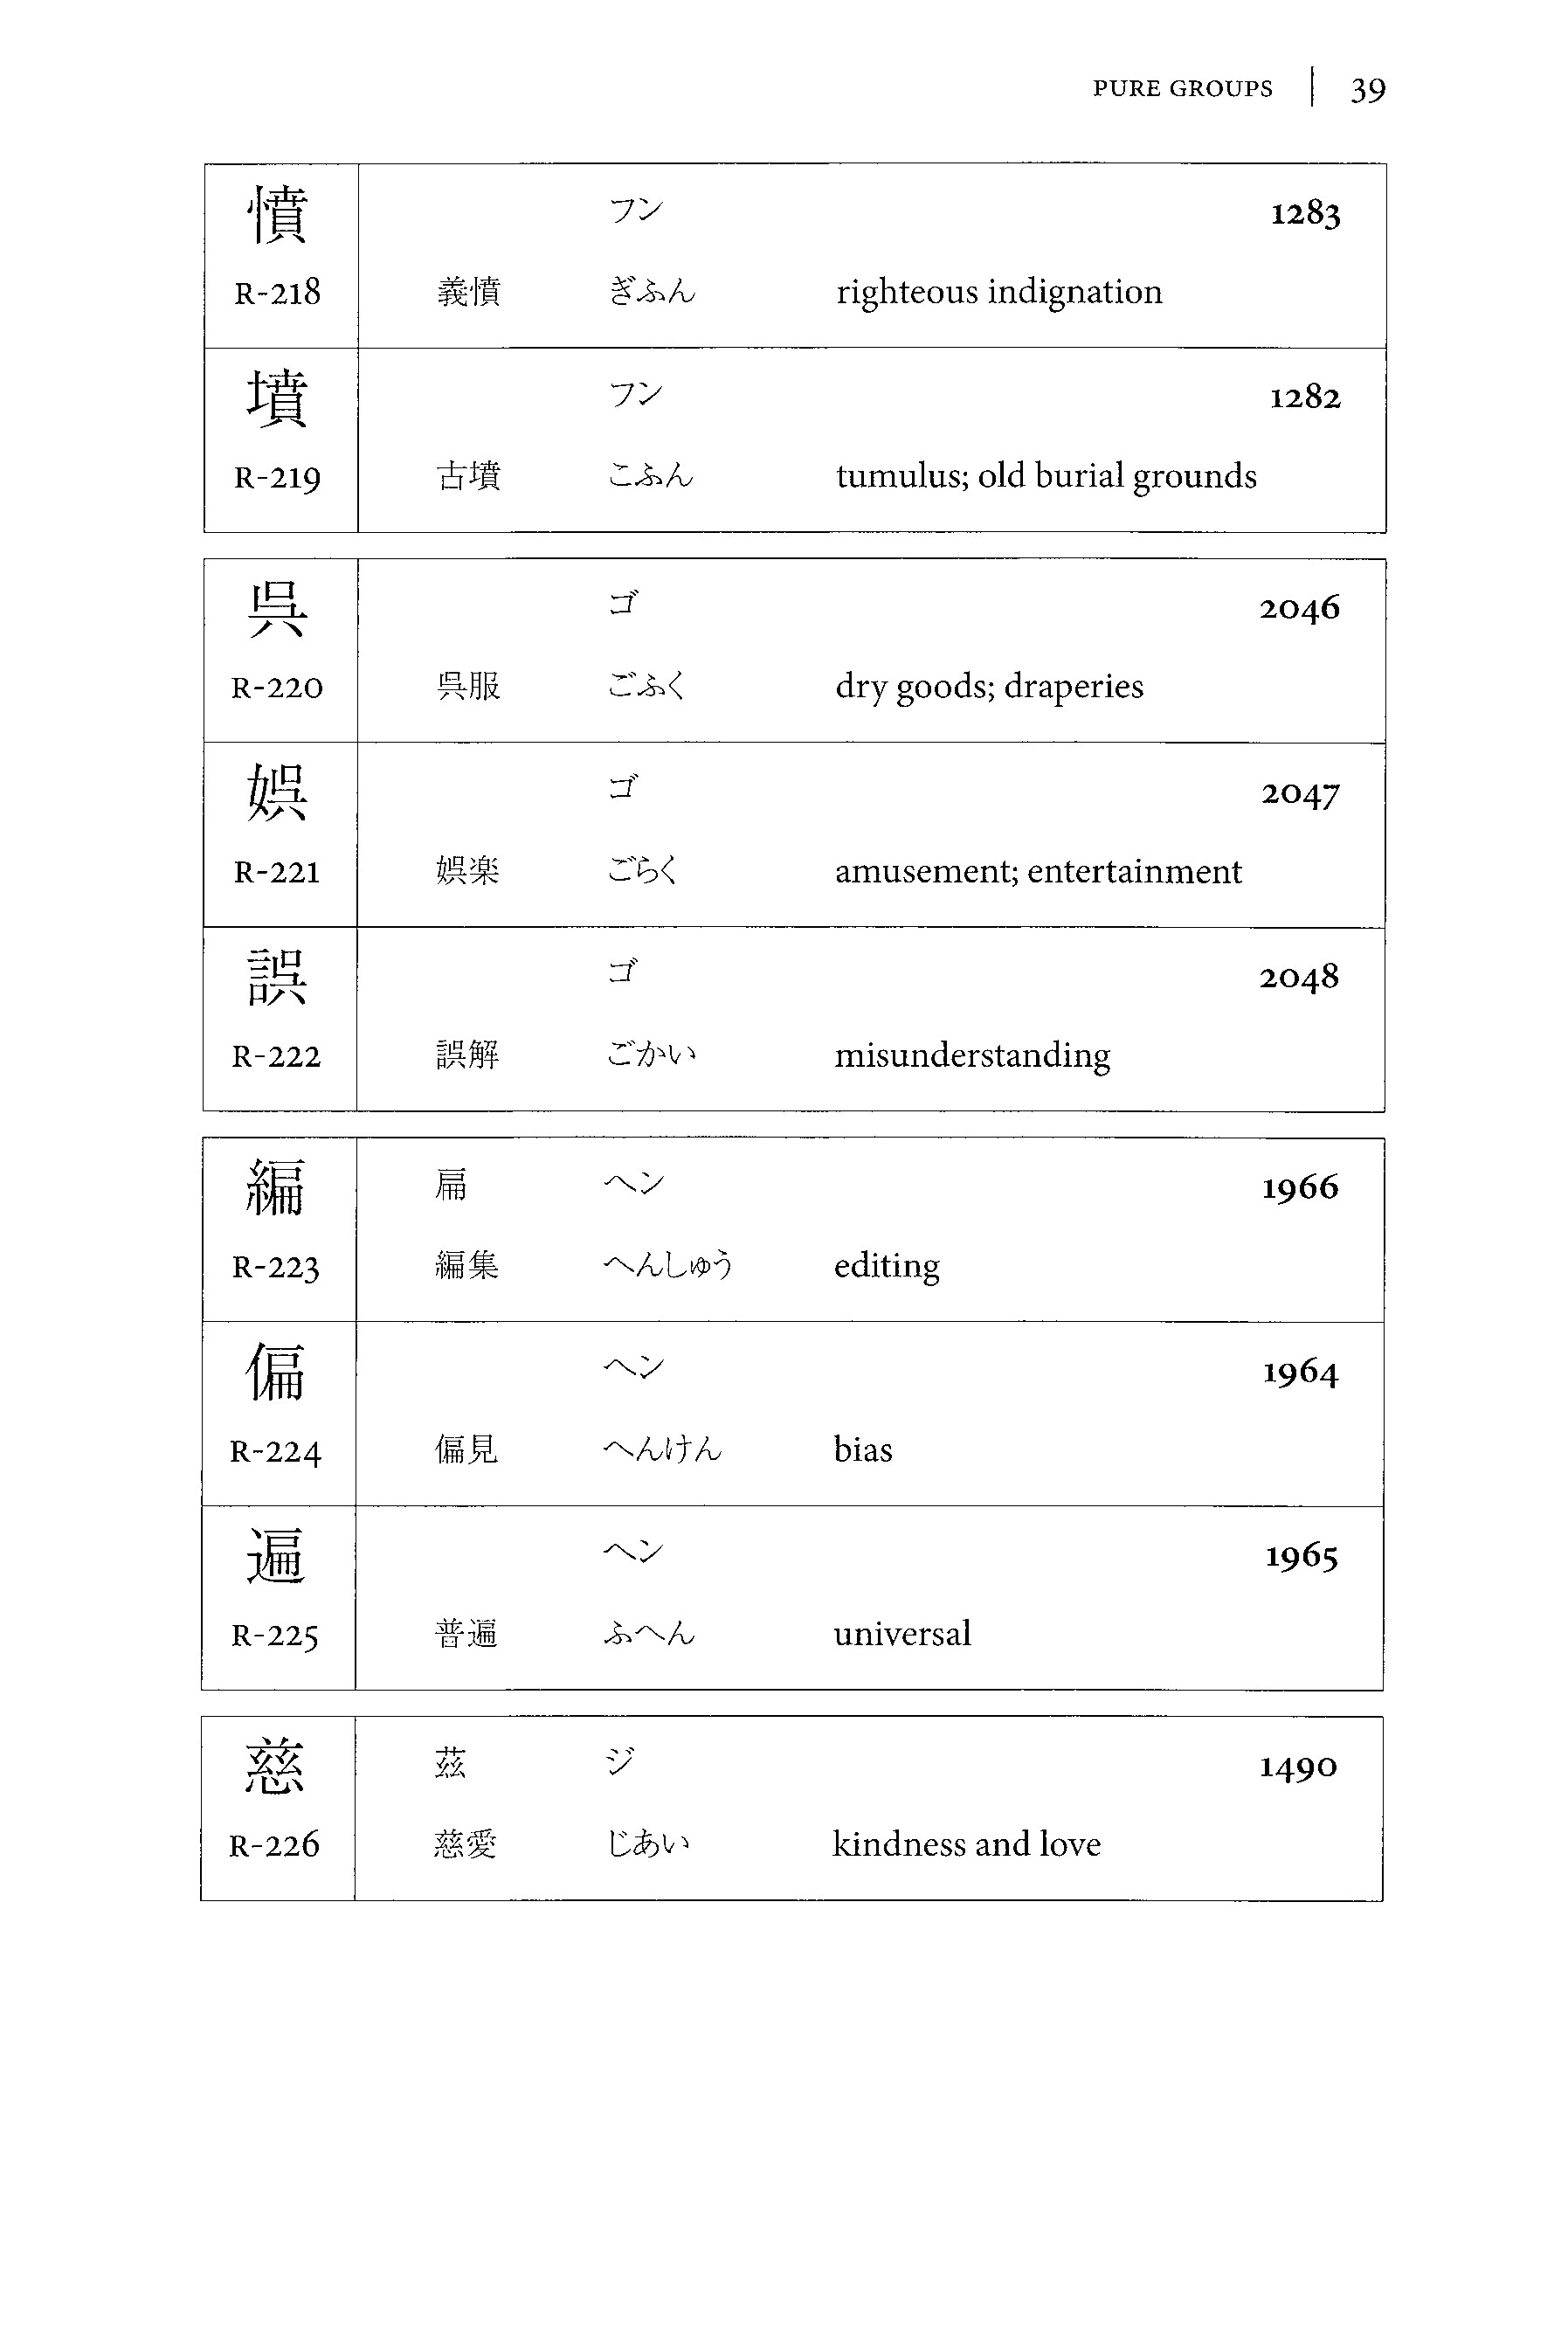 PURE GROUPS | 39
憤 フン 1283
R-218 義憤 ぎふん righteous indignation
墳 フン 1282
R-219 古墳 こふん tumulus; old burial grounds
呉 ゴ 2046
R-220 呉服 ごふく dry goods; draperies
娯 ゴ 2047
R-221 娯楽 ごらく amusement; entertainment
誤 ゴ 2048
R-222 誤解 ごかい misunderstanding
編 扁 ヘン 1966
R-223 編集 へんしゅう editing
偏 ヘン 1964
R-224 偏見 へんけん bias
遍 ヘン 1965
R-225 普遍 ふへん universal
慈 茲 ジ 1490
R-226 慈愛 じあい kindness and love